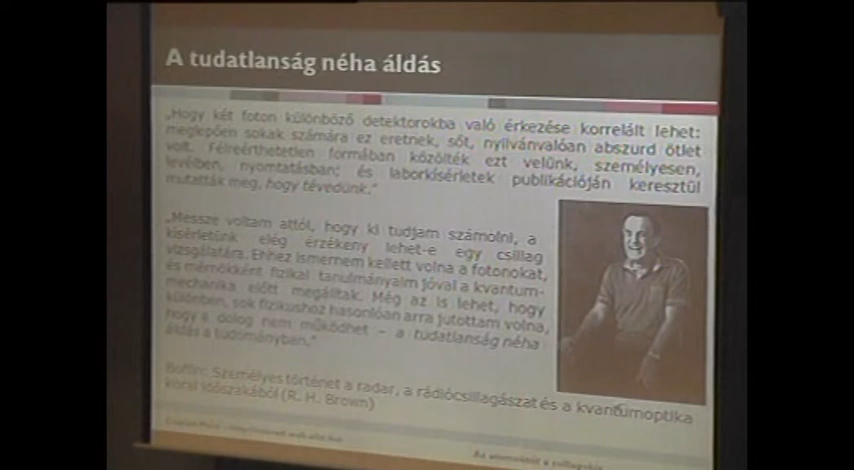 A tudatlanság néha áldás
„Hogy két foton különböző detektorokba való érkezése korrelált lehet:
meglepően sokak számára ez eretnek, sőt, nyilvánvalóan abszurd ötlet
volt. Félreérthetetlen formában közölték ezt velünk, személyesen,
levélben, nyomtatásban; és laborkísérletek publikációján keresztül
mutatták meg, hogy tévedünk.”
„Messze voltam attól, hogy ki tudjam számolni, a
kísérletünk elég érzékeny lehet-e egy csillag
vizsgálatára. Ehhez ismernem kellett volna a fotonokat,
és mérnökként fizikai tanulmányaim jóval a kvantum-
mechanika előtt megálltak. Még az is lehet, hogy
különben, sok fizikushoz hasonlóan arra jutottam volna,
hogy a dolog nem működhet – a tudatlanság néha
áldás a tudományban.”
Boffin: Személyes történet a radar, a rádiócsillagászat és a kvantumoptika
korai időszakából (R. H. Brown)